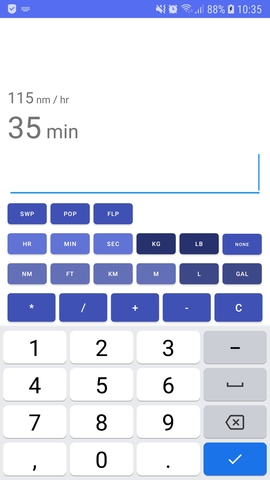 88% 10:35
115 nm / hr
35 min
SWP POP FLP
HR MIN SEC KG LB NONE
NM FT KM M L GAL
* / + - C
1 2 3 –
4 5 6
7 8 9
, 0 .